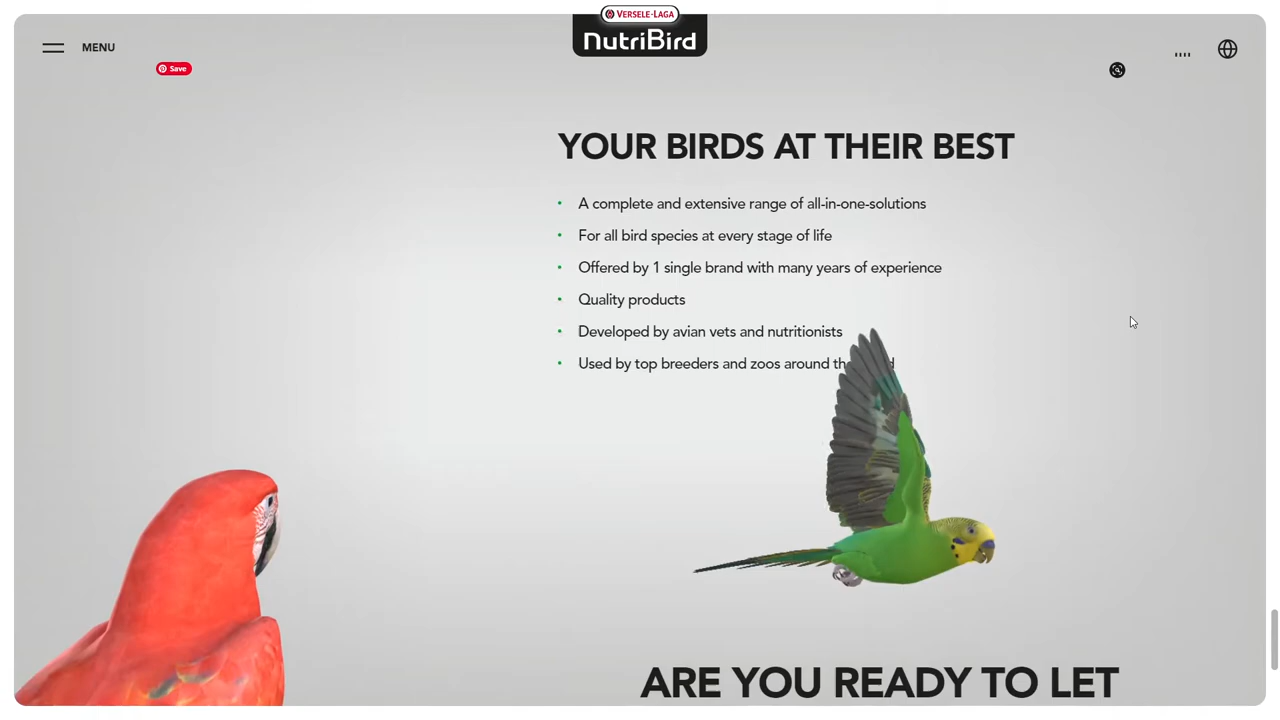 VERSELE-LAGA
NutriBird
MENU
Save
YOUR BIRDS AT THEIR BEST
A complete and extensive range of all-in-one-solutions
For all bird species at every stage of life
Offered by 1 single brand with many years of experience
Quality products
Developed by avian vets and nutritionists
Used by top breeders and zoos around
ARE YOU READY TO LET